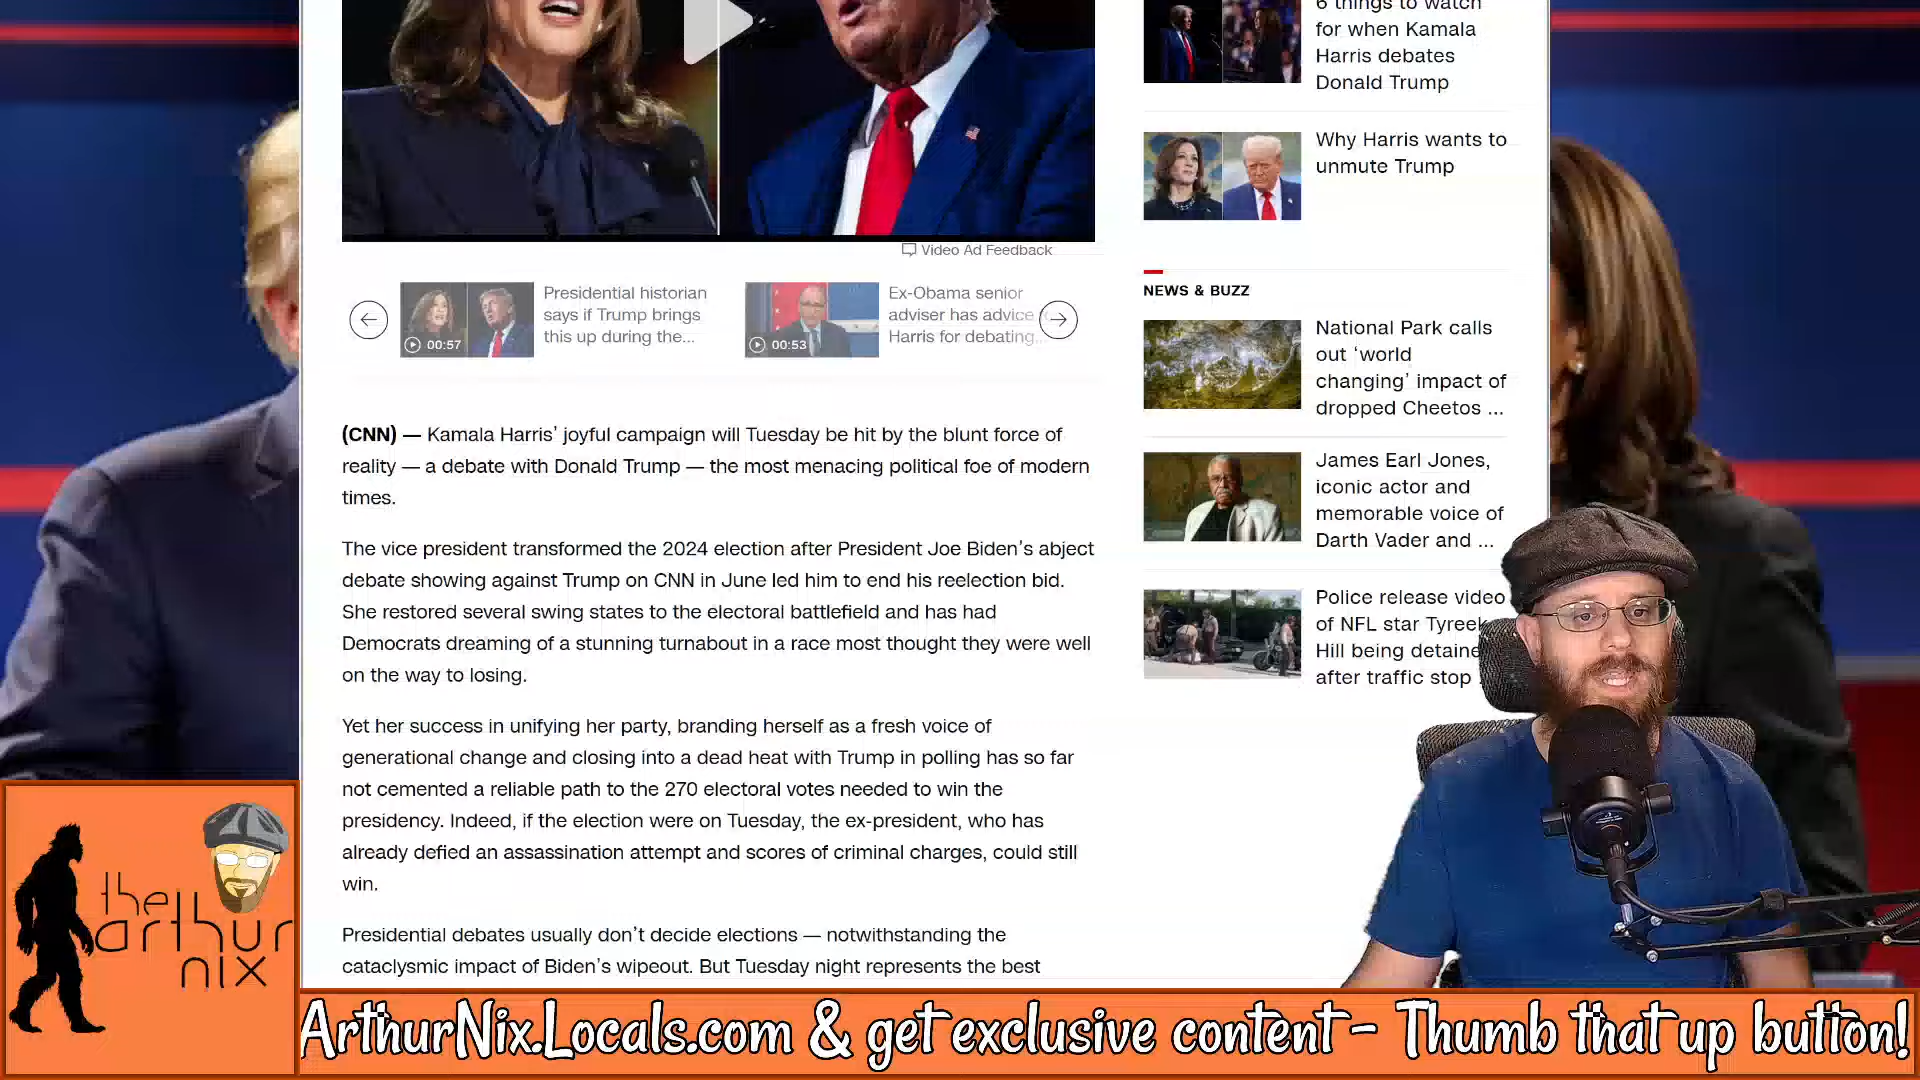 6 things to watch
for when Kamala
Harris debates
Donald Trump
Why Harris wants to
unmute Trump
Video Ad Feedback
Presidential historian
says if Trump brings
this up during the...
00:57
Ex-Obama senior
adviser has advice
Harris for debating...
00:53
(CNN) — Kamala Harris’ joyful campaign will Tuesday be hit by the blunt force of
reality — a debate with Donald Trump — the most menacing political foe of modern
times.
The vice president transformed the 2024 election after President Joe Biden’s abject
debate showing against Trump on CNN in June led him to end his reelection bid.
She restored several swing states to the electoral battlefield and has had
Democrats dreaming of a stunning turnabout in a race most thought they were well
on the way to losing.
Yet her success in unifying her party, branding herself as a fresh voice of
generational change and closing into a dead heat with Trump in polling has so far
not cemented a reliable path to the 270 electoral votes needed to win the
presidency. Indeed, if the election were on Tuesday, the ex-president, who has
already defied an assassination attempt and scores of criminal charges, could still
win.
Presidential debates usually don’t decide elections — notwithstanding the
cataclysmic impact of Biden’s wipeout. But Tuesday night represents the best
NEWS & BUZZ
National Park calls
out ‘world
changing’ impact of
dropped Cheetos ...
James Earl Jones,
iconic actor and
memorable voice of
Darth Vader and ...
Police release video
of NFL star Tyreek
Hill being detaine
after traffic stop
the
arthur
nix
ArthurNix.Locals.com & get exclusive content - Thumb that up button!